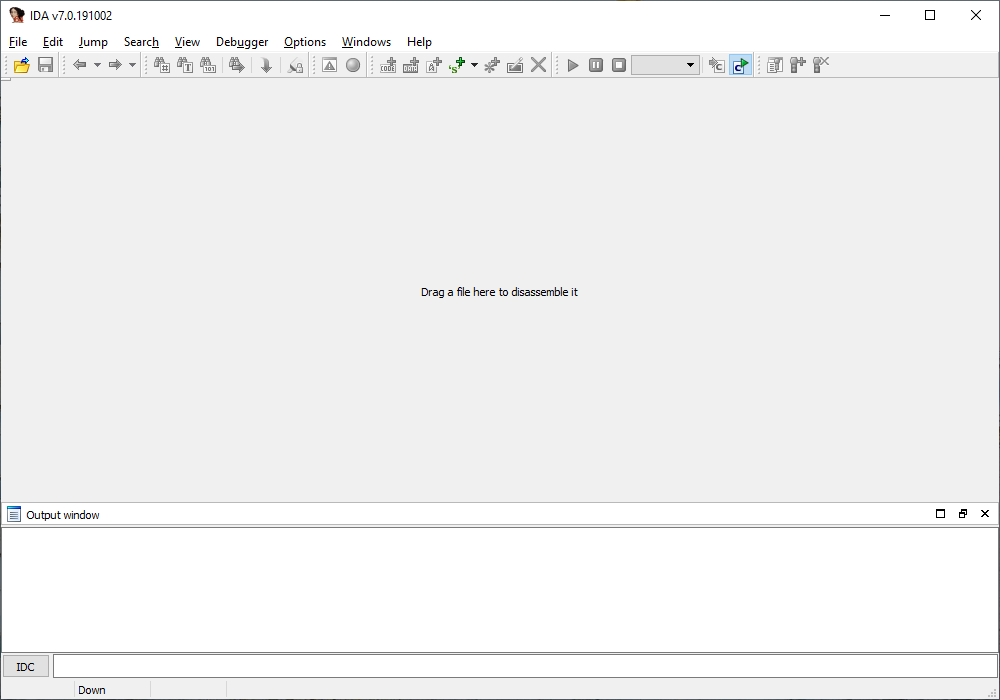 IDA v7.0.191002
File Edit Jump Search View Debugger Options Windows Help
Drag a file here to disassemble it
Output window
IDC
Down